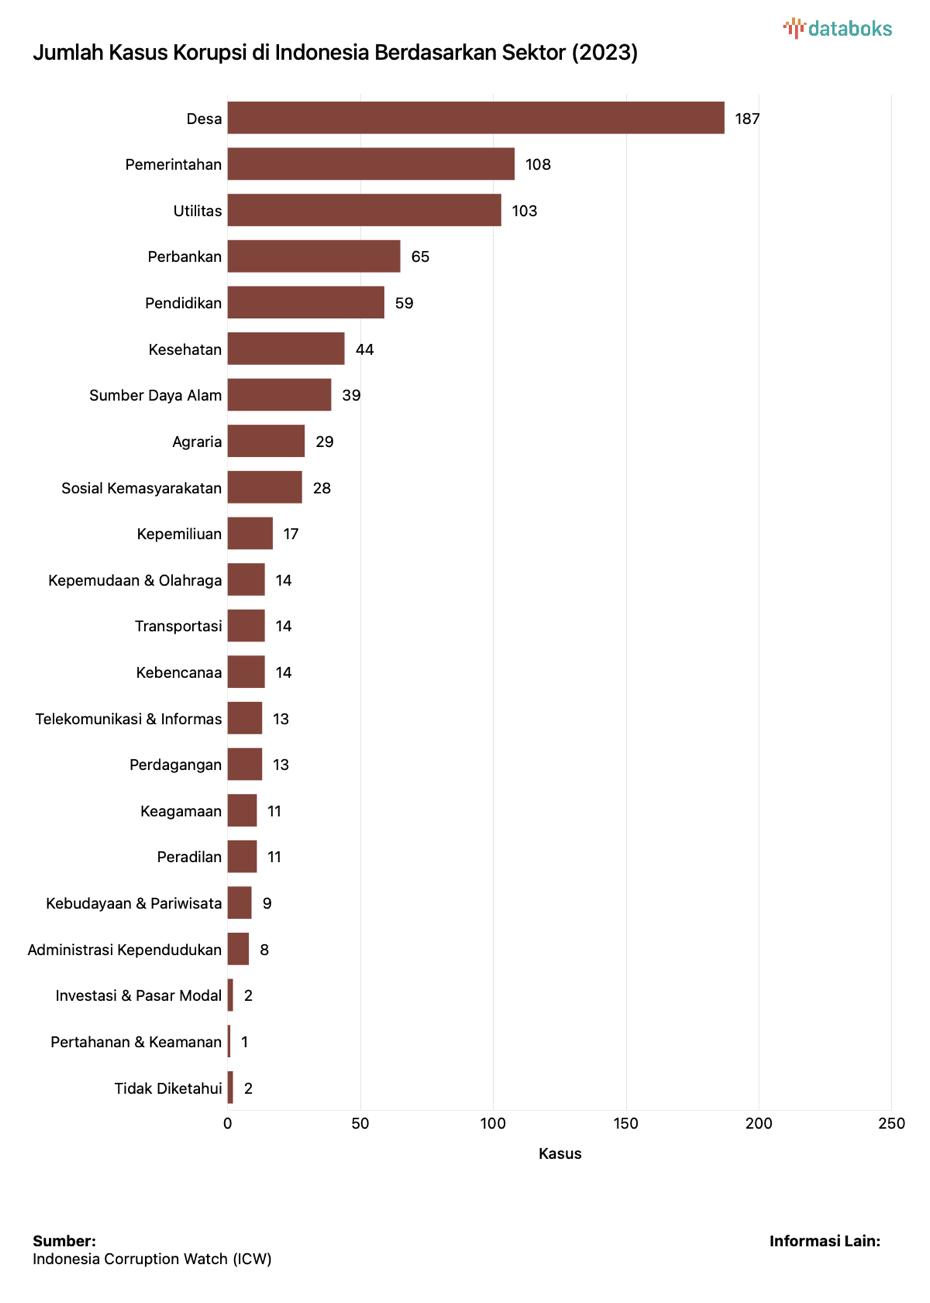 databoks
Jumlah Kasus Korupsi di Indonesia Berdasarkan Sektor (2023)
Desa 187
Pemerintahan 108
Utilitas 103
Perbankan 65
Pendidikan 59
Kesehatan 44
Sumber Daya Alam 39
Agraria 29
Sosial Kemasyarakatan 28
Kepemiliuan 17
Kepemudaan & Olahraga 14
Transportasi 14
Kebencanaa 14
Telekomunikasi & Informas 13
Perdagangan 13
Keagamaan 11
Peradilan 11
Kebudayaan & Pariwisata 9
Administrasi Kependudukan 8
Investasi & Pasar Modal 2
Pertahanan & Keamanan 1
Tidak Diketahui 2
0 50 100 150 200 250
Kasus
Sumber: Informasi Lain:
Indonesia Corruption Watch (ICW)